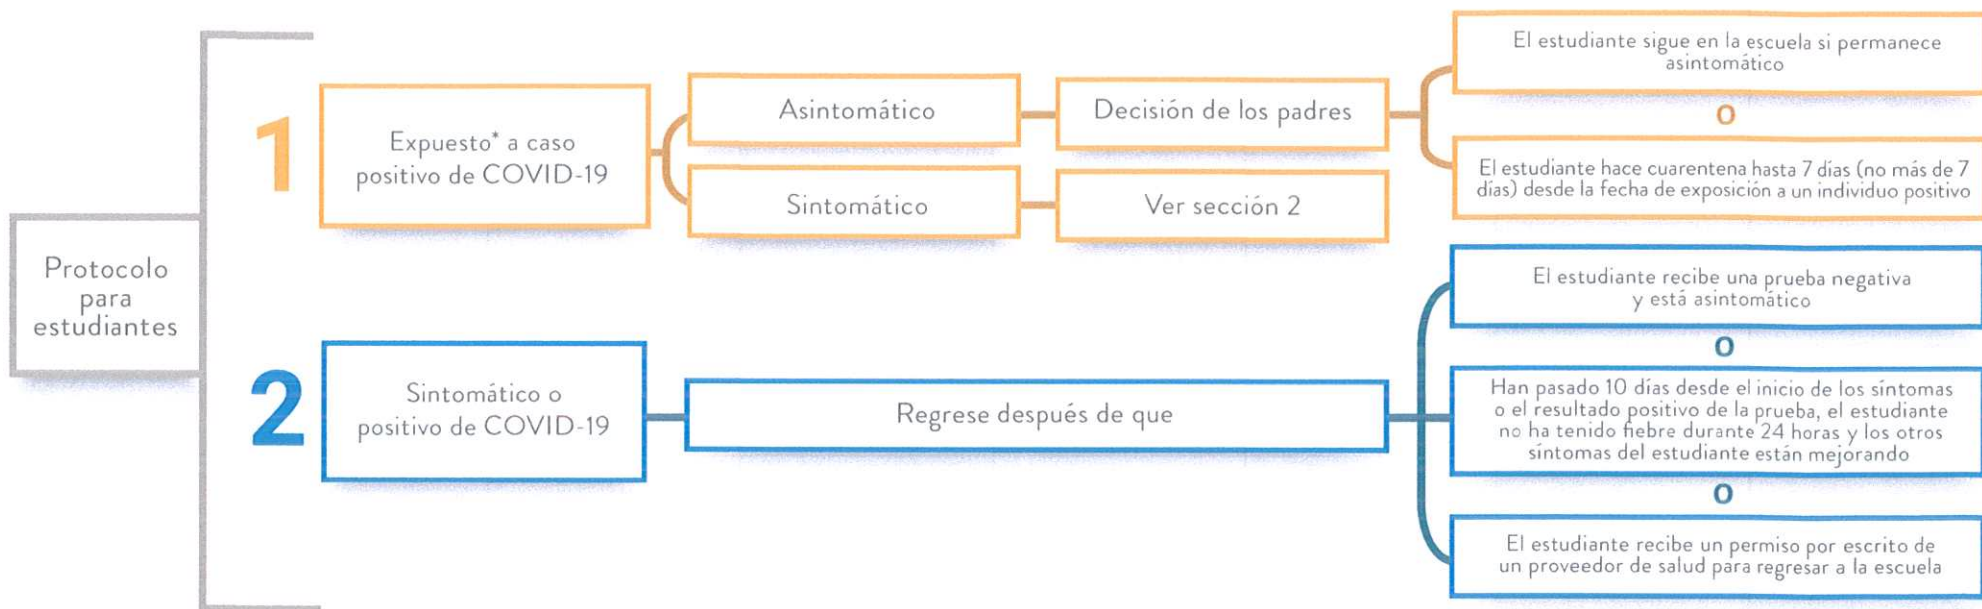 Protocolo
para
estudiantes
1
Expuesto* a caso
positivo de COVID-19
Asintomático
Decisión de los padres
El estudiante sigue en la escuela si permanece
asintomático
O
El estudiante hace cuarentena hasta 7 días (no más de 7
días) desde la fecha de exposición a un individuo positivo
Sintomático
Ver sección 2
2
Sintomático o
positivo de COVID-19
Regrese después de que
El estudiante recibe una prueba negativa
y está asintomático
O
Han pasado 10 días desde el inicio de los síntomas
o el resultado positivo de la prueba, el estudiante
no ha tenido fiebre durante 24 horas y los otros
síntomas del estudiante están mejorando
O
El estudiante recibe un permiso por escrito de
un proveedor de salud para regresar a la escuela